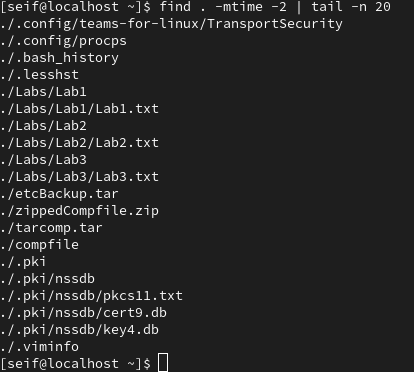 [seif@localhost ~]$ find . -mtime -2 | tail -n 20
./.config/teams-for-linux/TransportSecurity
./.config/procps
./.bash_history
./.lesshst
./Labs/Lab1
./Labs/Lab1/Lab1.txt
./Labs/Lab2
./Labs/Lab2/Lab2.txt
./Labs/Lab3
./Labs/Lab3/Lab3.txt
./etcBackup.tar
./zippedCompfile.zip
./tarcomp.tar
./compfile
./.pki
./.pki/nssdb
./.pki/nssdb/pkcs11.txt
./.pki/nssdb/cert9.db
./.pki/nssdb/key4.db
./.viminfo
[seif@localhost ~]$